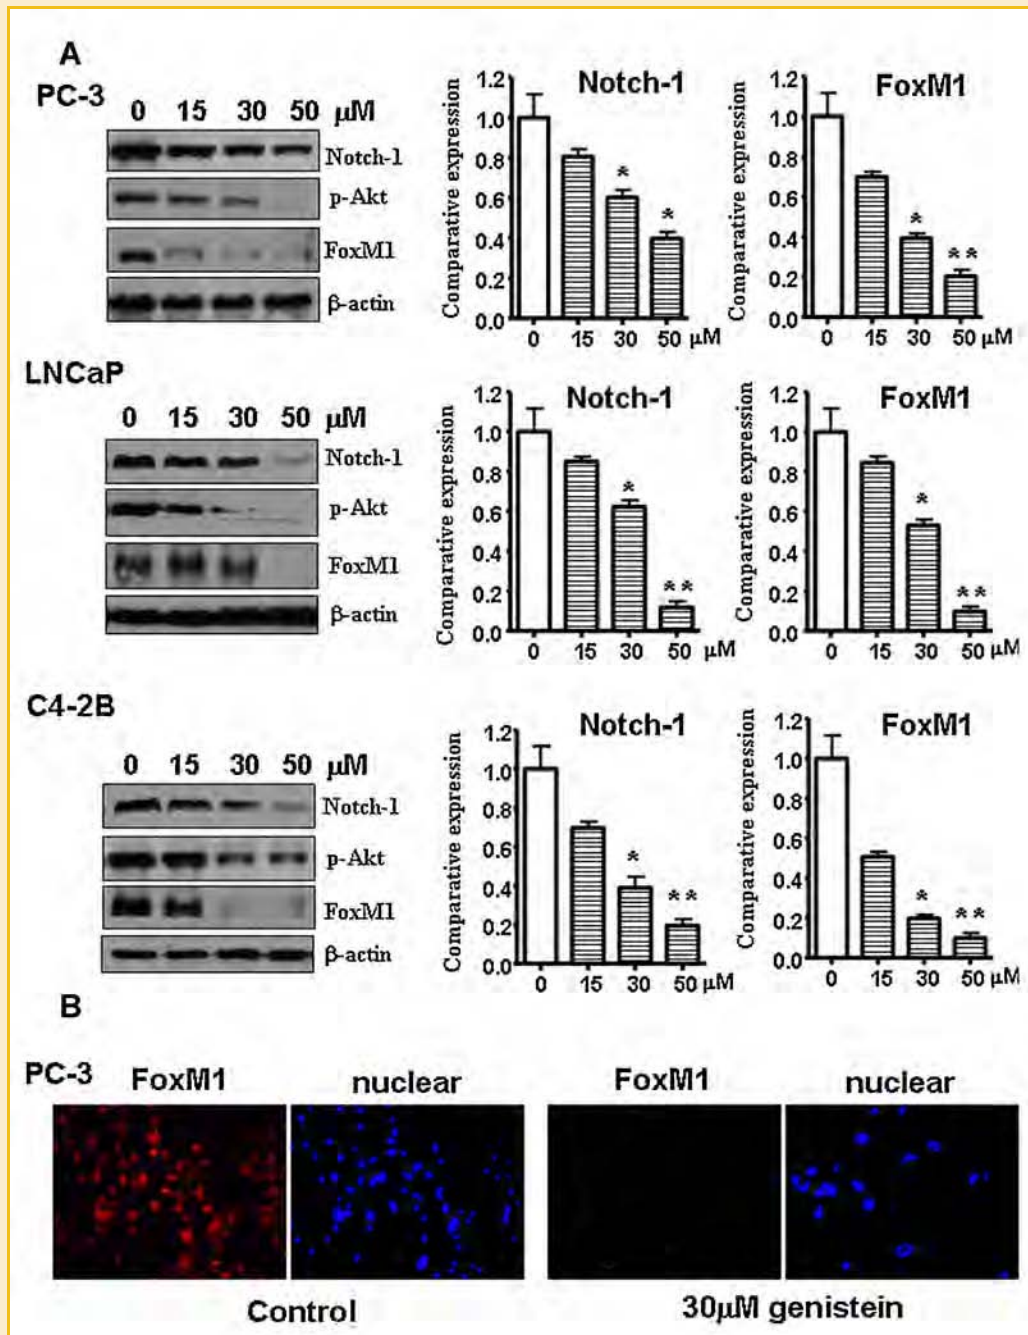 A
PC-3
0 15 30 50 μM
Notch-1
p-Akt
FoxM1
β-actin
Notch-1
Comparative expression
1.2
1.0
0.8
0.6
0.4
0.2
0.0
*
*
0 15 30 50 μM
FoxM1
Comparative expression
1.2
1.0
0.8
0.6
0.4
0.2
0.0
*
**
0 15 30 50 μM
LNCaP
0 15 30 50 μM
Notch-1
p-Akt
FoxM1
β-actin
Notch-1
Comparative expression
1.2
1.0
0.8
0.6
0.4
0.2
0.0
*
**
0 15 30 50 μM
FoxM1
Comparative expression
1.2
1.0
0.8
0.6
0.4
0.2
0.0
*
**
0 15 30 50 μM
C4-2B
0 15 30 50 μM
Notch-1
p-Akt
FoxM1
β-actin
Notch-1
Comparative expression
1.2
1.0
0.8
0.6
0.4
0.2
0.0
*
**
0 15 30 50 μM
FoxM1
Comparative expression
1.2
1.0
0.8
0.6
0.4
0.2
0.0
*
**
0 15 30 50 μM
B
PC-3 FoxM1 nuclear FoxM1 nuclear
Control 30μM genistein